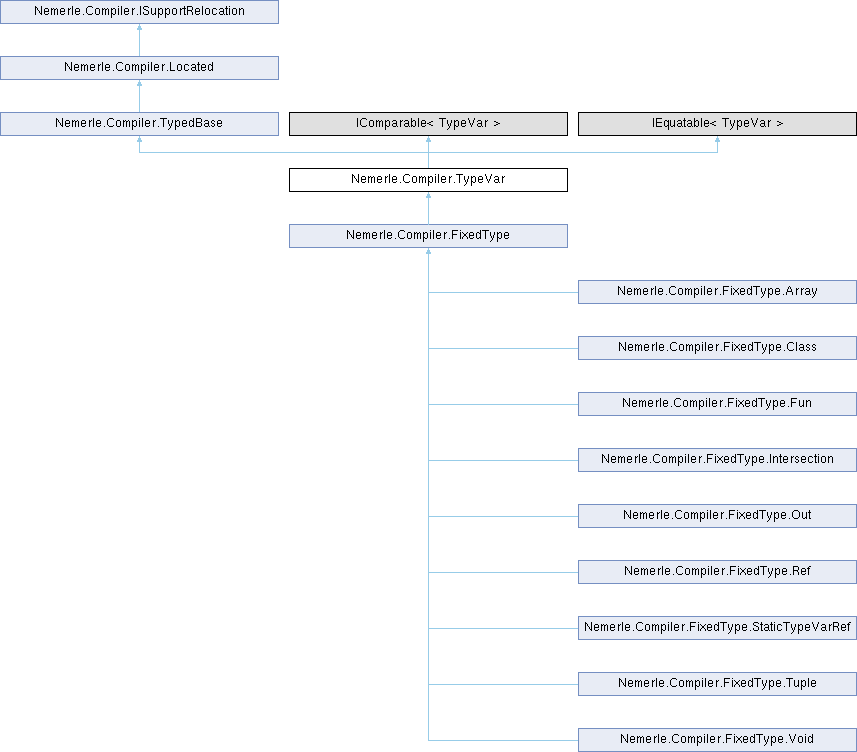 Nemerle.Compiler.ISupportRelocation
Nemerle.Compiler.Located
Nemerle.Compiler.TypedBase
IComparable< TypeVar >
IEquatable< TypeVar >
Nemerle.Compiler.TypeVar
Nemerle.Compiler.FixedType
Nemerle.Compiler.FixedType.Array
Nemerle.Compiler.FixedType.Class
Nemerle.Compiler.FixedType.Fun
Nemerle.Compiler.FixedType.Intersection
Nemerle.Compiler.FixedType.Out
Nemerle.Compiler.FixedType.Ref
Nemerle.Compiler.FixedType.StaticTypeVarRef
Nemerle.Compiler.FixedType.Tuple
Nemerle.Compiler.FixedType.Void